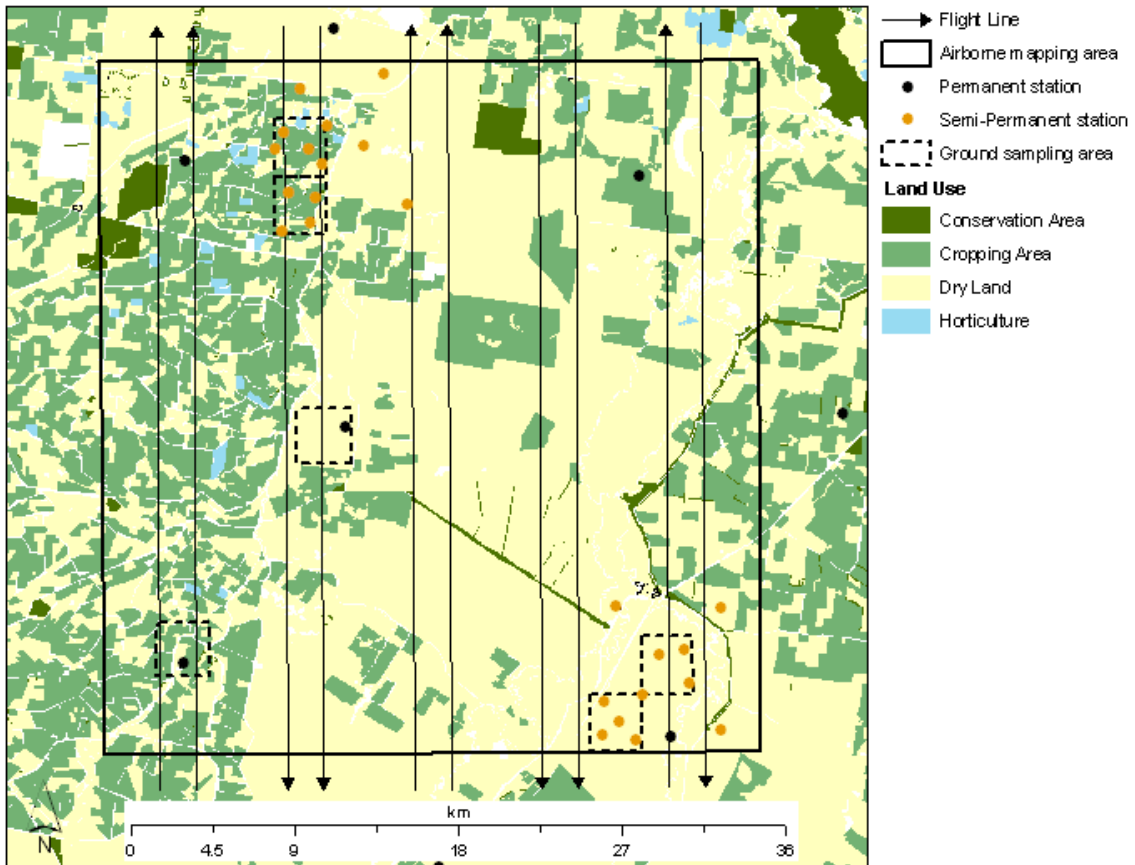 Flight Line
Airborne mapping area
Permanent station
Semi-Permanent station
Ground sampling area
Land Use
Conservation Area
Cropping Area
Dry Land
Horticulture
km
0 4.5 9 18 27 36
N